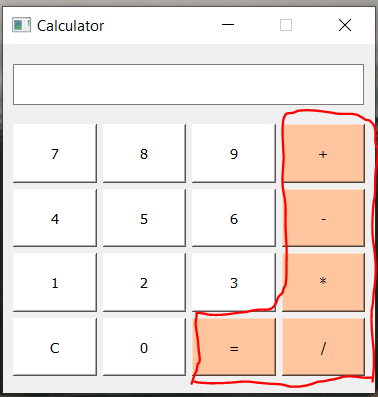 Calculator
7 8 9 +
4 5 6 -
1 2 3 *
C 0 = /